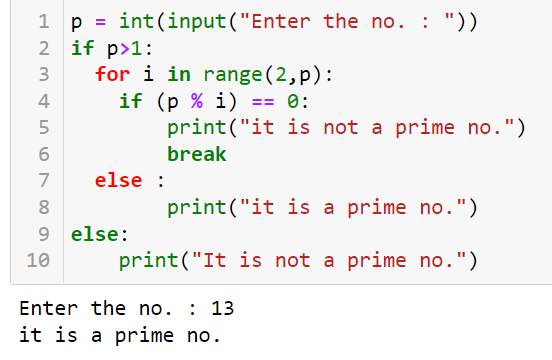 1 p = int(input("Enter the no. : "))
2 if p>1:
3   for i in range(2,p):
4     if (p % i) == 0:
5         print("it is not a prime no.")
6         break
7   else :
8         print("it is a prime no.")
9 else:
10     print("It is not a prime no.")
Enter the no. : 13
it is a prime no.